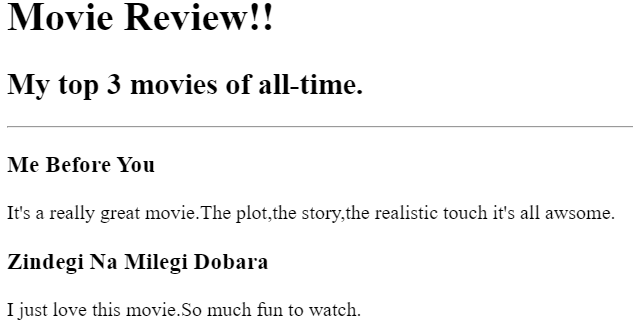 Movie Review!!
My top 3 movies of all-time.
Me Before You
It's a really great movie.The plot,the story,the realistic touch it's all awsome.
Zindegi Na Milegi Dobara
I just love this movie.So much fun to watch.